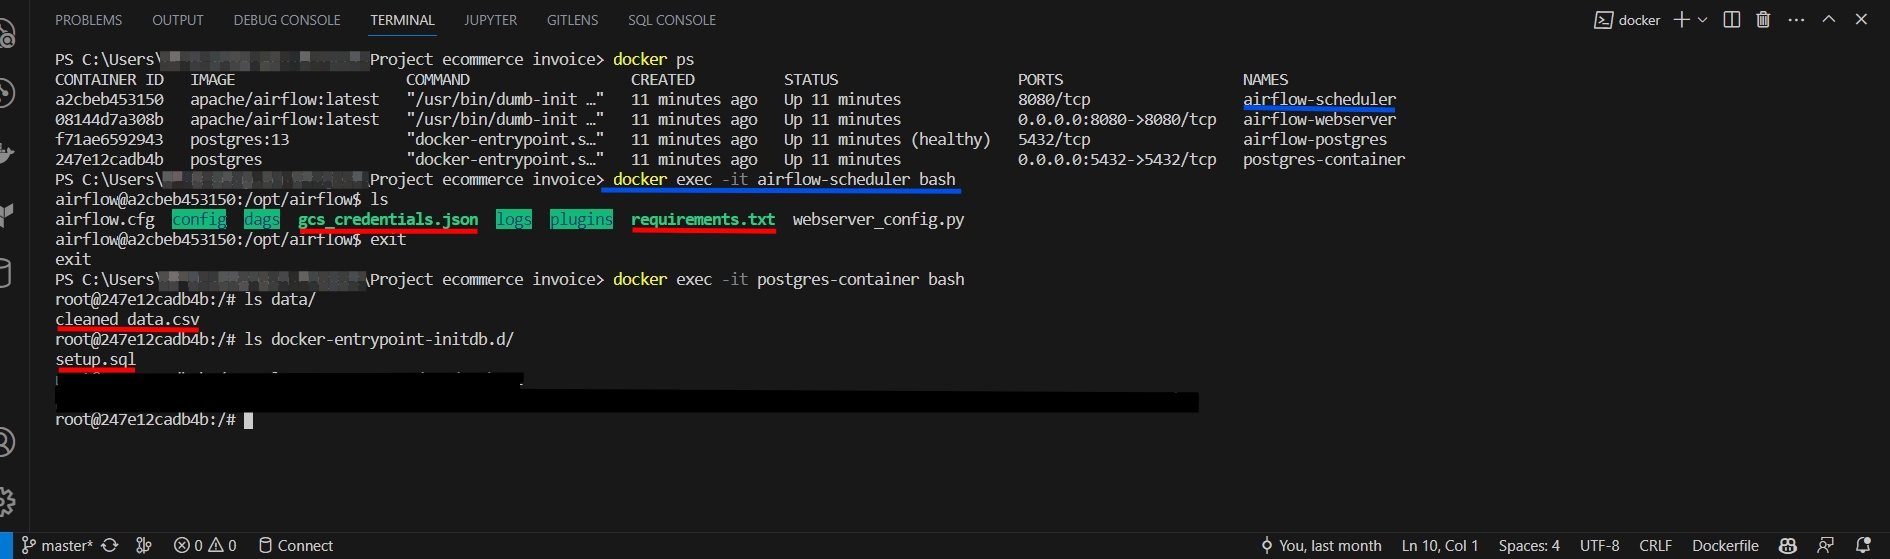 PROBLEMS OUTPUT DEBUG CONSOLE TERMINAL JUPYTER GITLENS SQL CONSOLE docker
PS C:\Users\ \Project ecommerce invoice> docker ps
CONTAINER ID IMAGE COMMAND CREATED STATUS PORTS NAMES
a2cbeb453150 apache/airflow:latest "/usr/bin/dumb-init …" 11 minutes ago Up 11 minutes 8080/tcp airflow-scheduler
08144d7a308b apache/airflow:latest "/usr/bin/dumb-init …" 11 minutes ago Up 11 minutes 0.0.0.0:8080->8080/tcp airflow-webserver
f71ae6592943 postgres:13 "docker-entrypoint.s…" 11 minutes ago Up 11 minutes (healthy) 5432/tcp airflow-postgres
247e12cadb4b postgres "docker-entrypoint.s…" 11 minutes ago Up 11 minutes 0.0.0.0:5432->5432/tcp postgres-container
PS C:\Users\ \Project ecommerce invoice> docker exec -it airflow-scheduler bash
airflow@a2cbeb453150:/opt/airflow$ ls
airflow.cfg config dags gcs_credentials.json logs plugins requirements.txt webserver_config.py
airflow@a2cbeb453150:/opt/airflow$ exit
exit
PS C:\Users\ \Project ecommerce invoice> docker exec -it postgres-container bash
root@247e12cadb4b:/# ls data/
cleaned_data.csv
root@247e12cadb4b:/# ls docker-entrypoint-initdb.d/
setup.sql
root@247e12cadb4b:/#
master* 0 0 Connect You, last month Ln 10, Col 1 Spaces: 4 UTF-8 CRLF Dockerfile